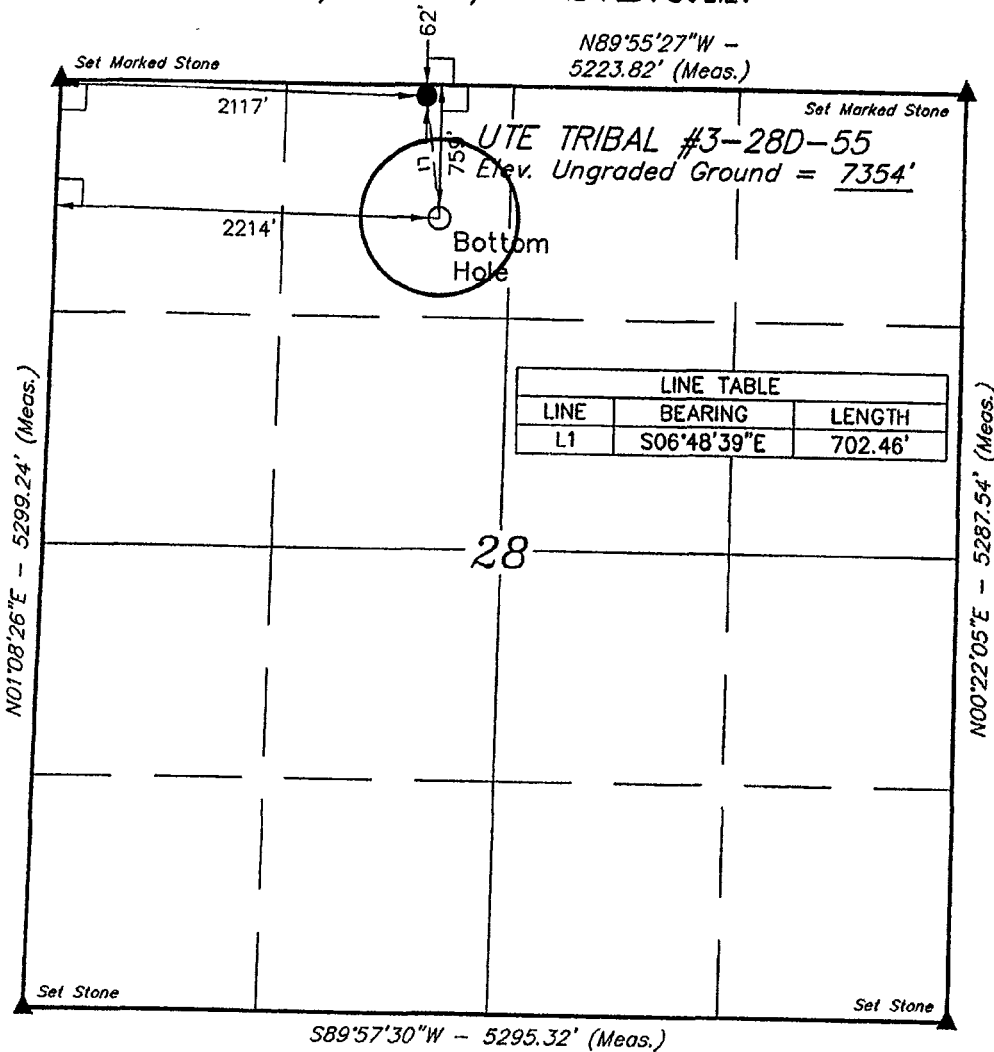 N89°55'27"W –
5223.82' (Meas.)
Set Marked Stone
62'
2117'
Set Marked Stone
UTE TRIBAL #3-28D-55
Elev. Ungraded Ground = 7354'
L1
759'
2214'
Bottom
Hole
N01°08'26"E – 5299.24' (Meas.)
LINE TABLE
LINE BEARING LENGTH
L1 S06°48'39"E 702.46'
N00°22'05"E – 5287.54' (Meas.)
28
Set Stone
Set Stone
S89°57'30"W – 5295.32' (Meas.)